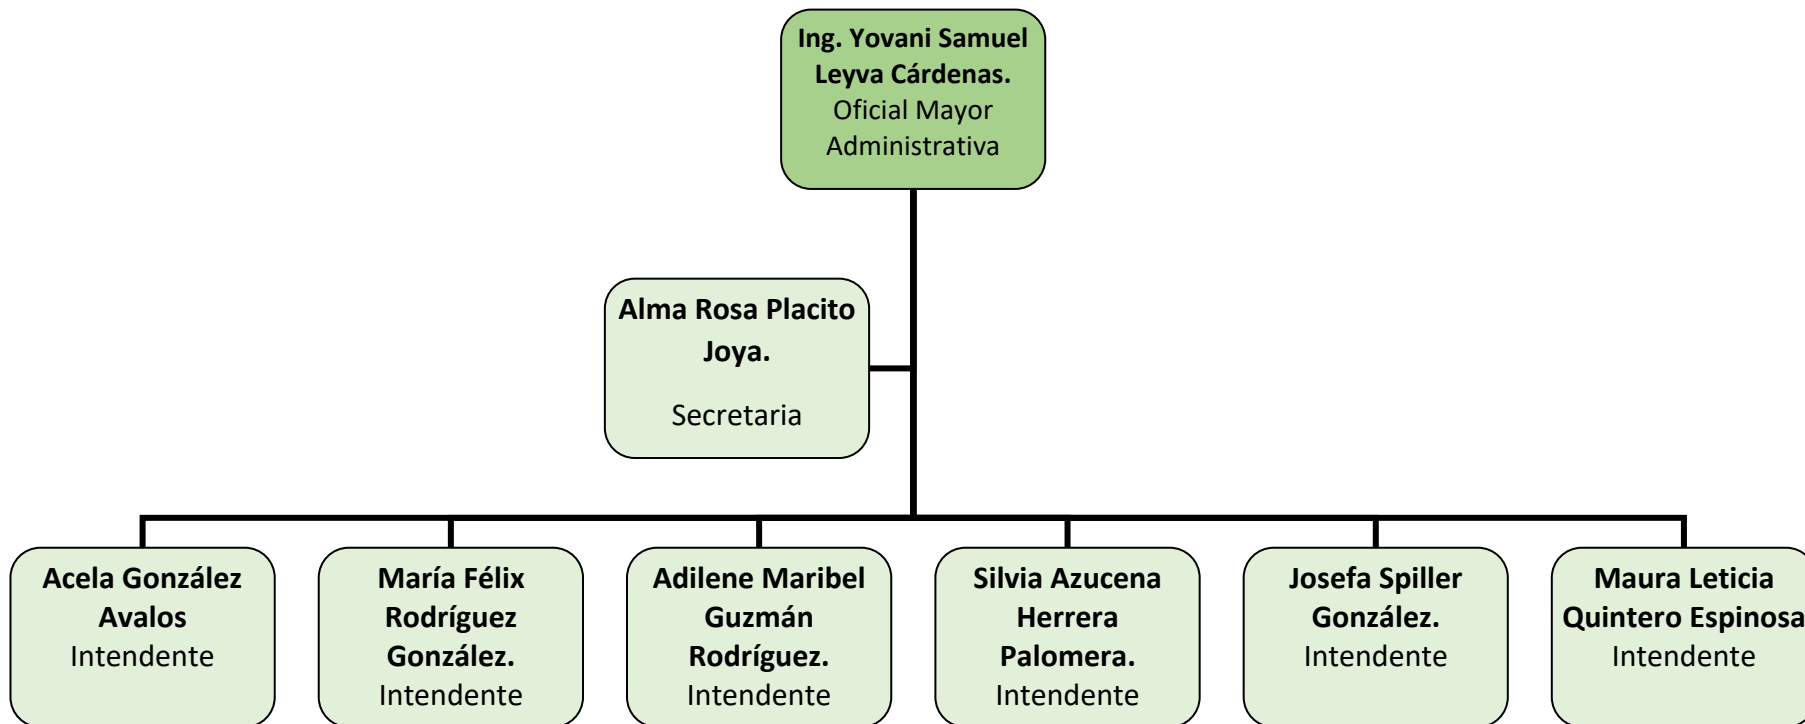 Ing. Yovani Samuel
Leyva Cárdenas.
Oficial Mayor
Administrativa
Alma Rosa Placito
Joya.
Secretaria
Acela González
Avalos
Intendente
María Félix
Rodríguez
González.
Intendente
Adilene Maribel
Guzmán
Rodríguez.
Intendente
Silvia Azucena
Herrera
Palomera.
Intendente
Josefa Spiller
González.
Intendente
Maura Leticia
Quintero Espinosa
Intendente